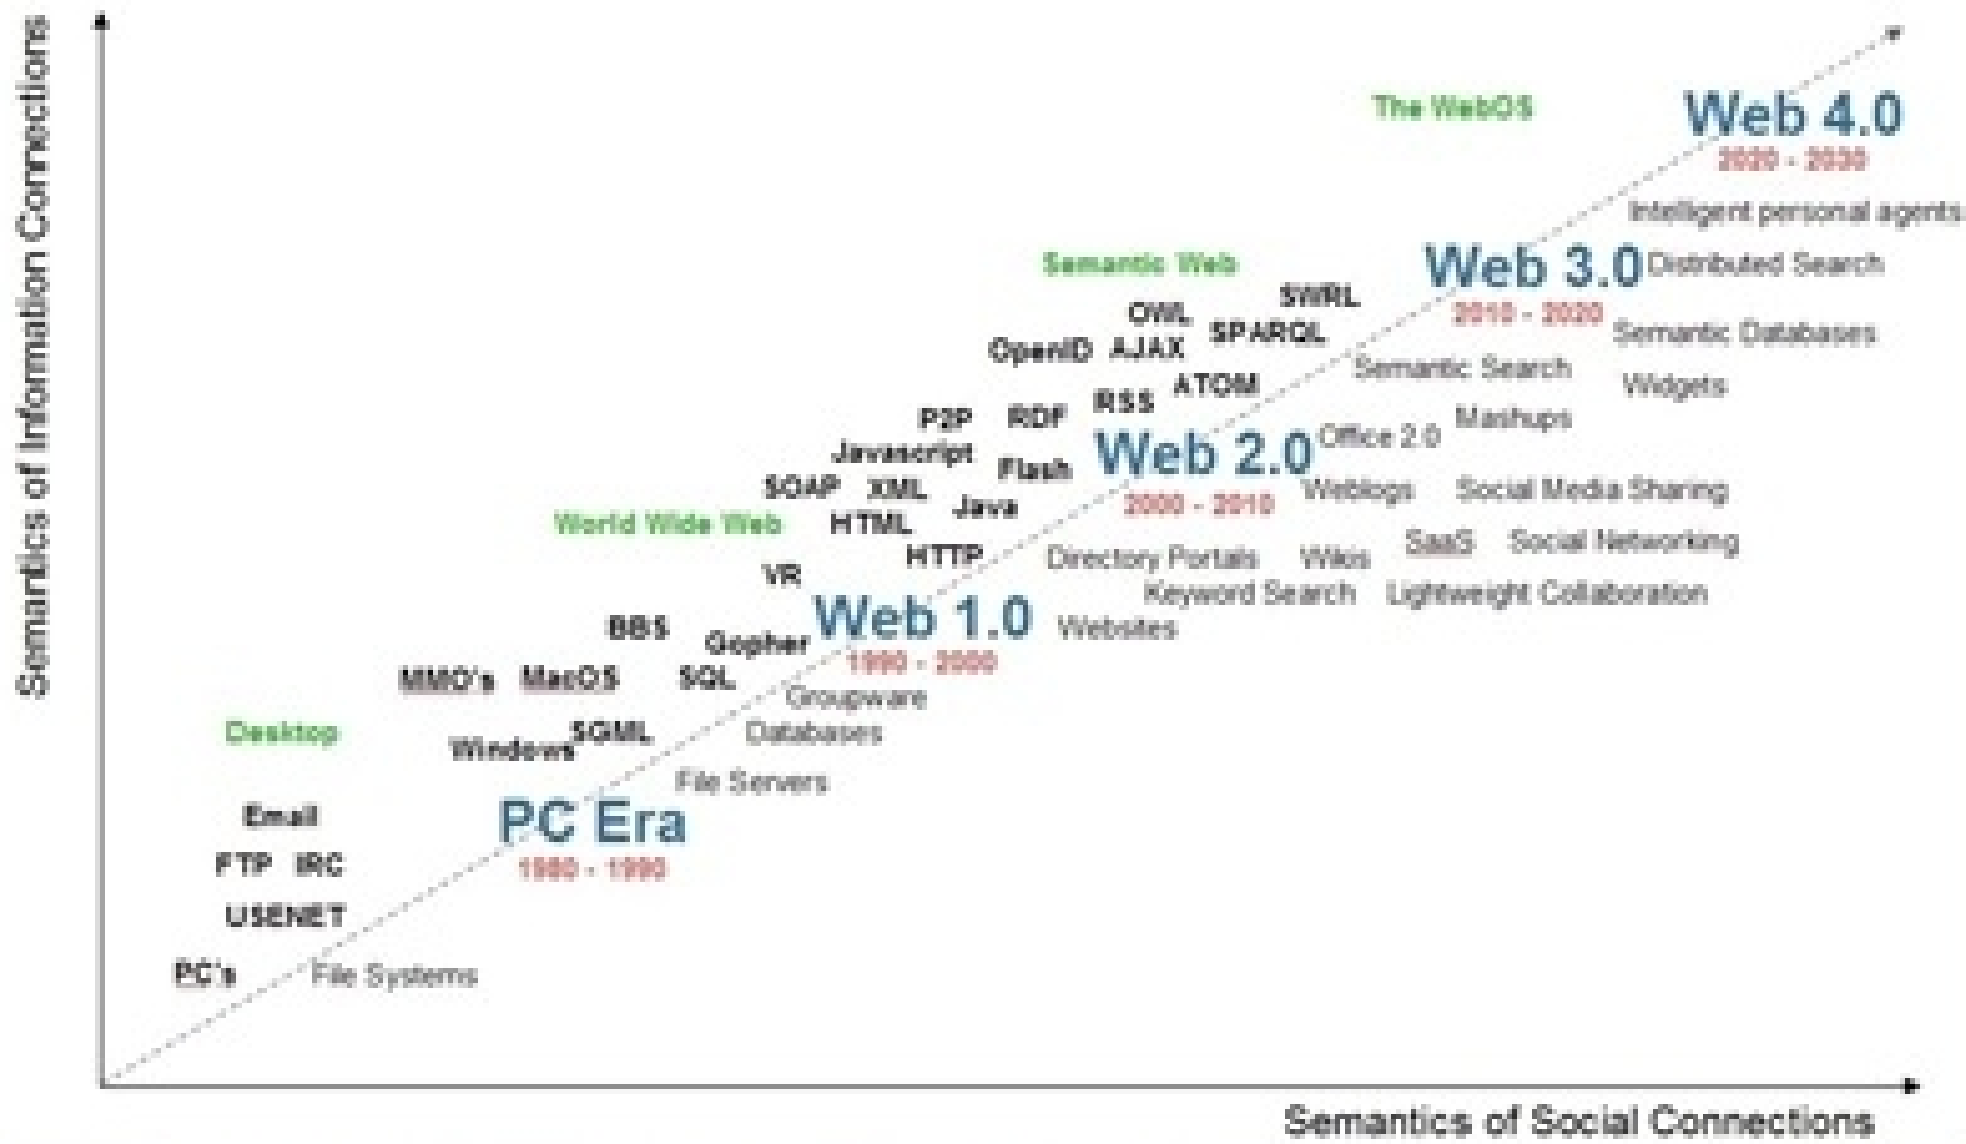 Semantics of Information Connections
The WebOS
Web 4.0
2020 - 2030
Intelligent personal agents
Semantic Web
Web 3.0
Distributed Search
SWRL
2010 - 2020
OWL
SPARQL
Semantic Databases
OpenID
AJAX
Semantic Search
ATOM
Widgets
RSS
P2P
RDF
Mashups
Office 2.0
Javascript
Web 2.0
Flash
SOAP
XML
Weblogs
Social Media Sharing
Java
2000 - 2010
World Wide Web
HTML
SaaS
Social Networking
HTTP
Directory Portals
Wikis
VR
Keyword Search
Lightweight Collaboration
Web 1.0
BBS
Websites
Gopher
1990 - 2000
MMO's
MacOS
SQL
Groupware
Desktop
SGML
Databases
Windows
File Servers
Email
PC Era
FTP
IRC
1980 - 1990
USENET
PC's
File Systems
Semantics of Social Connections